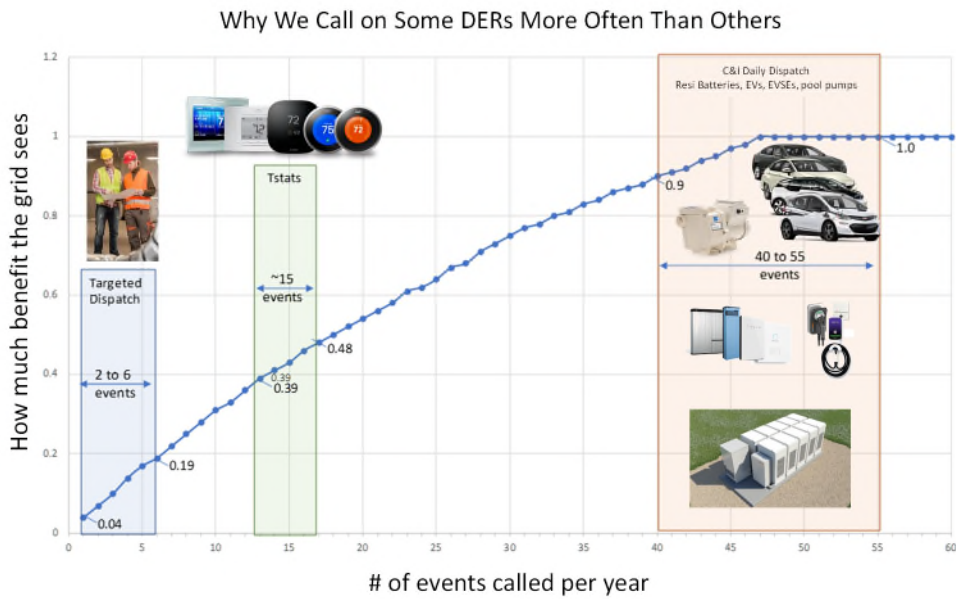 Why We Call on Some DERs More Often Than Others
How much benefit the grid sees
1.2
1
0.8
0.6
0.4
0.2
0
C&I Daily Dispatch
Resi Batteries, EVs, EVSEs, pool pumps
72
72
75
72
Tstats
Targeted
Dispatch
~15
events
2 to 6
events
40 to 55
events
0.04
0.19
0.39
0.39
0.48
0.9
1.0
0
5
10
15
20
25
30
35
40
45
50
55
60
# of events called per year